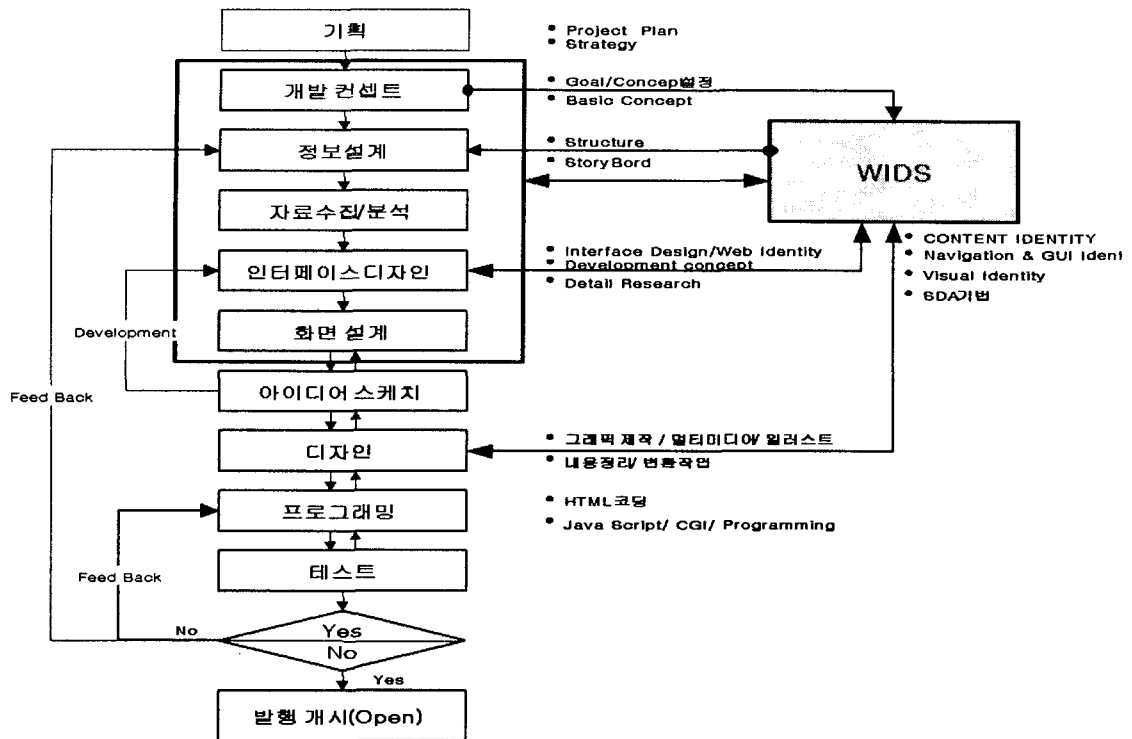 기획
• Project Plan
• Strategy
개발 컨셉트
• Goal/Concept설정
• Basic Concept
정보설계
• Structure
• StoryBord
WIDS
자료수집/분석
• CONTENT IDENTITY
• Navigation & GUI Ident
• Visual Identity
• SDA기법
인터페이스디자인
• Interface Design/Web Identity
• Development concept
• Detail Research
Development
화면 설계
아이디어 스케치
Feed Back
디자인
• 그래픽 제작 / 멀티미디어/ 일러스트
• 내용정리/ 변환작업
프로그래밍
• HTML코딩
• Java Script/ CGI/ Programming
테스트
Feed Back
No
Yes
No
Yes
발행 개시(Open)